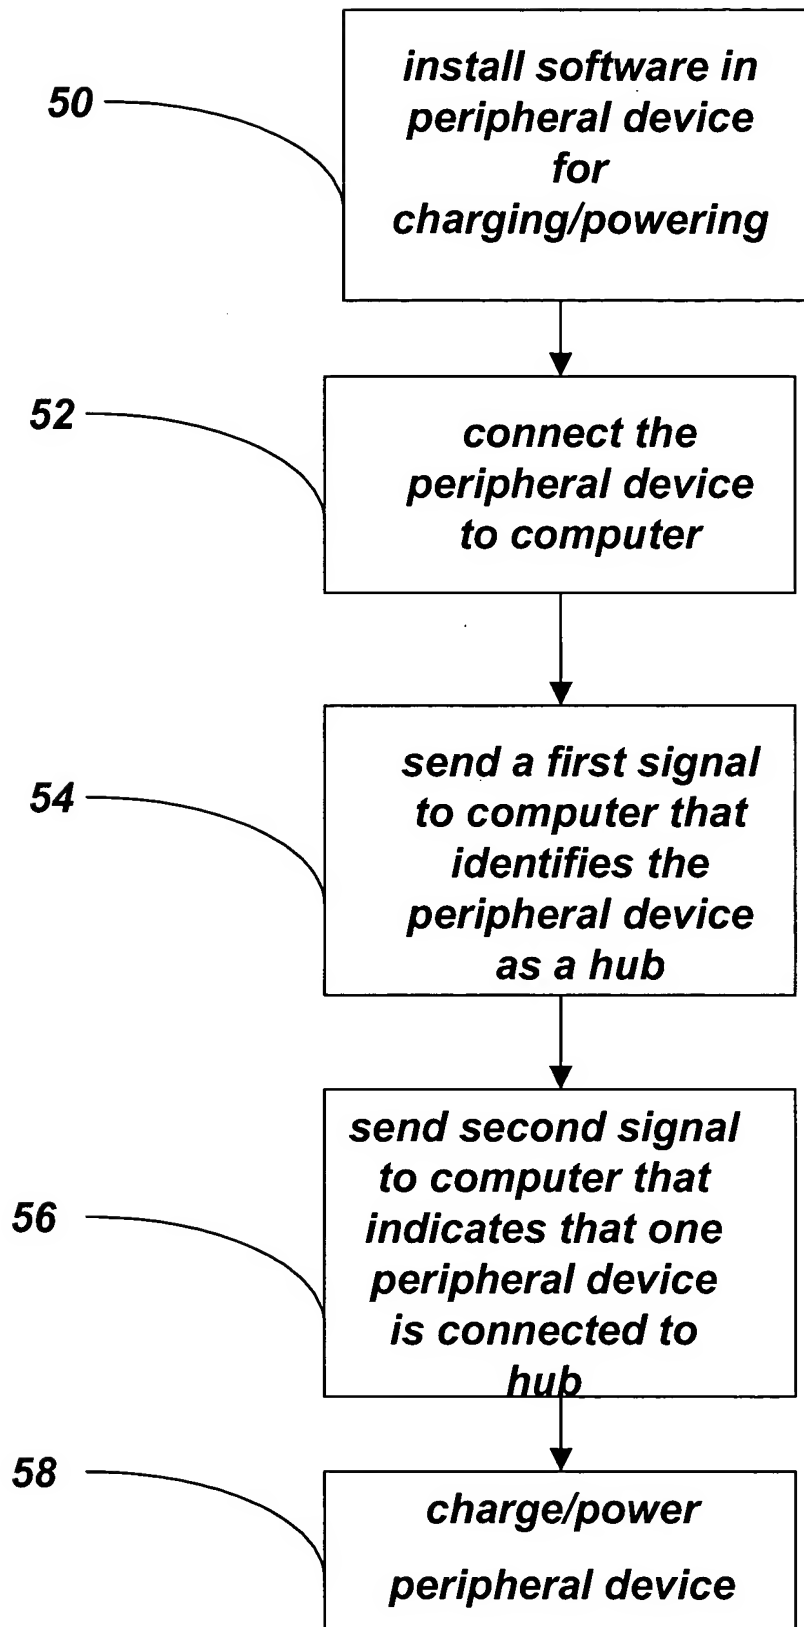 50
install software in
peripheral device
for
charging/powering
52
connect the
peripheral device
to computer
54
send a first signal
to computer that
identifies the
peripheral device
as a hub
56
send second signal
to computer that
indicates that one
peripheral device
is connected to
hub
58
charge/power
peripheral device